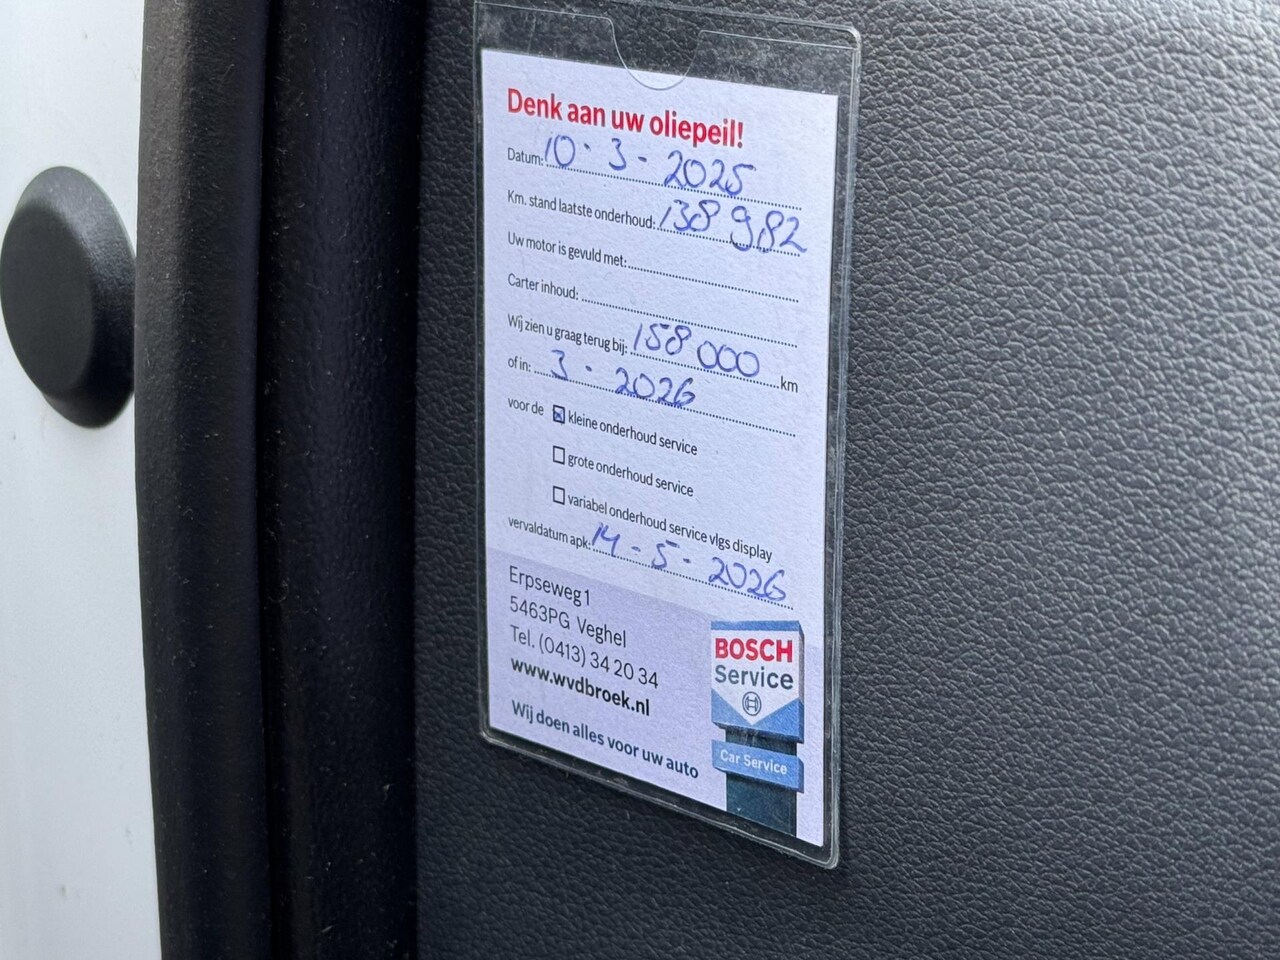 Denk aan uw oliepeil!
Datum: 10 - 3 - 2025
Km. stand laatste onderhoud: 138 982
Uw motor is gevuld met:
Carter inhoud:
Wij zien u graag terug bij: 158 000 km
of in: 3 - 2026
voor de ☒ kleine onderhoud service
☐ grote onderhoud service
☐ variabel onderhoud service vlgs display
vervaldatum apk: 14 - 5 - 2026
Erpseweg 1
5463PG Veghel
Tel. (0413) 34 20 34
www.wvdbroek.nl
Wij doen alles voor uw auto
BOSCH
Service
Car Service